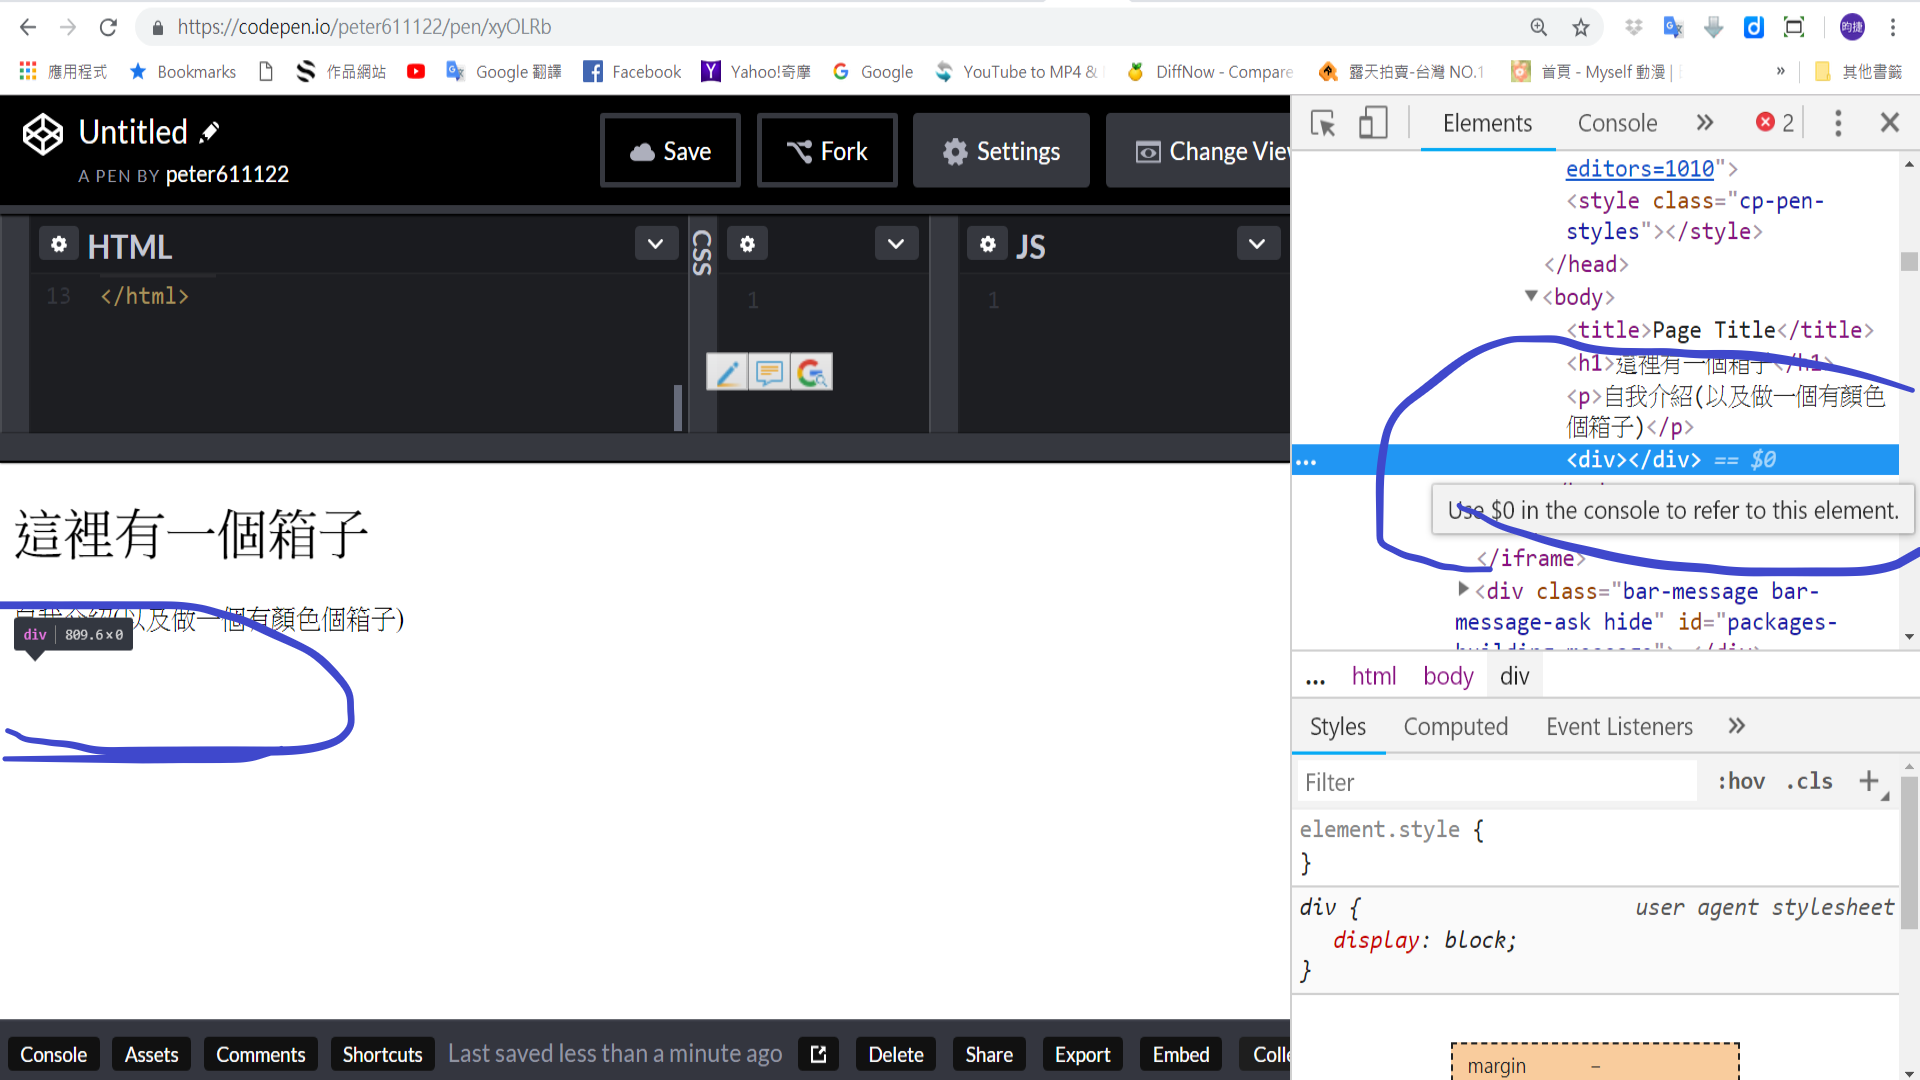 https://codepen.io/peter611122/pen/xyOLRb
昀捷
應用程式 Bookmarks 作品網站 Google 翻譯 Facebook Yahoo!奇摩 Google YouTube to MP4 & DiffNow - Compare 露天拍賣-台灣 NO.1 首頁 - Myself 動漫 | » 其他書籤
Untitled
A PEN BY peter611122
Save Fork Settings Change View
HTML
CSS
JS
13 </html>
1
1
這裡有一個箱子
自我介紹(以及做一個有顏色個箱子)
div 809.6×0
Console Assets Comments Shortcuts Last saved less than a minute ago Delete Share Export Embed Colle
Elements Console » 2
editors=1010">
<style class="cp-pen-
styles"></style>
</head>
<body>
<title>Page Title</title>
<h1>這裡有一個箱子</h1>
<p>自我介紹(以及做一個有顏色
個箱子)</p>
... <div></div> == $0
Use $0 in the console to refer to this element.
</iframe>
<div class="bar-message bar-
message-ask hide" id="packages-
building-message"> </div>
... html body div
Styles Computed Event Listeners »
Filter :hov .cls +
element.style {
}
div { user agent stylesheet
display: block;
}
margin –